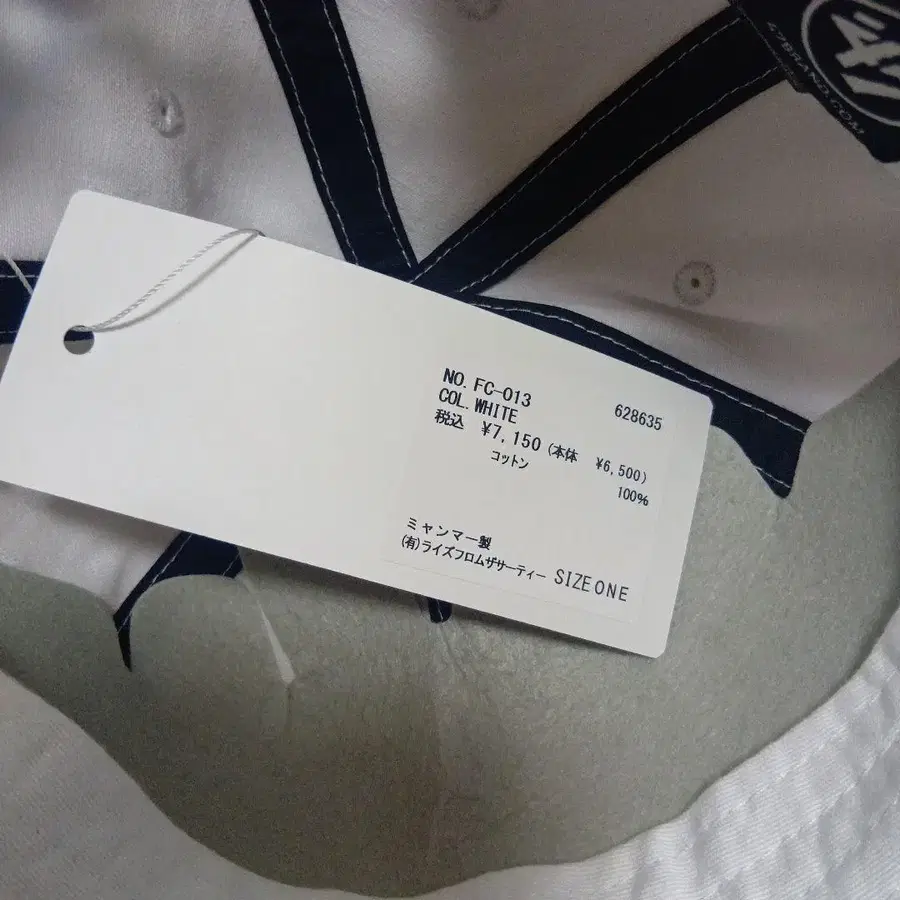 47
47BRAND.COM
NO. FC-013
628635
COL. WHITE
税込 ¥7,150 (本体 ¥6,500)
コットン
100%
ミャンマー製
(有)ライズフロムザサーティー SIZE ONE